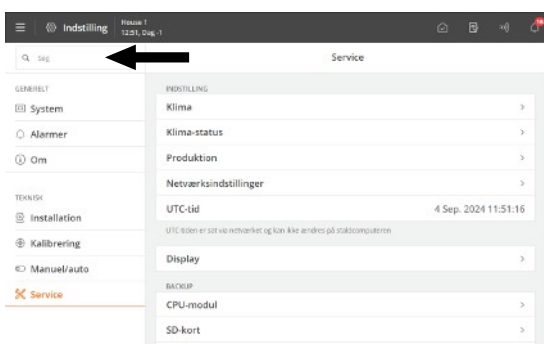 Indstilling
House 1
12:51, Dag -1
Søg
Service
GENERELT
System
Alarmer
Om
TEKNISK
Installation
Kalibrering
Manuel/auto
Service
INDSTILLING
Klima
Klima-status
Produktion
Netværksindstillinger
UTC-tid 4 Sep. 2024 11:51:16
UTC-tiden er sat via netværket og kan ikke ændres på staldcomputeren
Display
BACKUP
CPU-modul
SD-kort